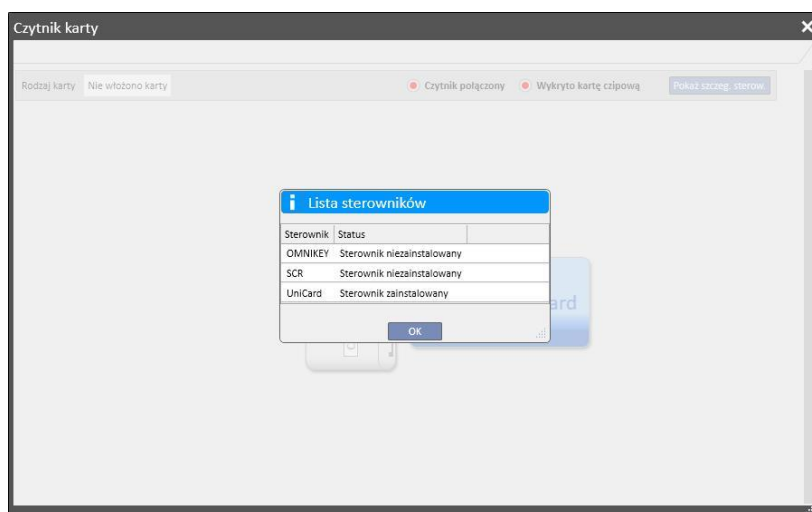 Czytnik karty
Rodzaj karty Nie włożono karty Czytnik połączony Wykryto kartę czipową Pokaż szczeg. sterow
Lista sterowników
Sterownik Status
OMNIKEY Sterownik niezainstalowany
SCR Sterownik niezainstalowany
UniCard Sterownik zainstalowany
ard
OK